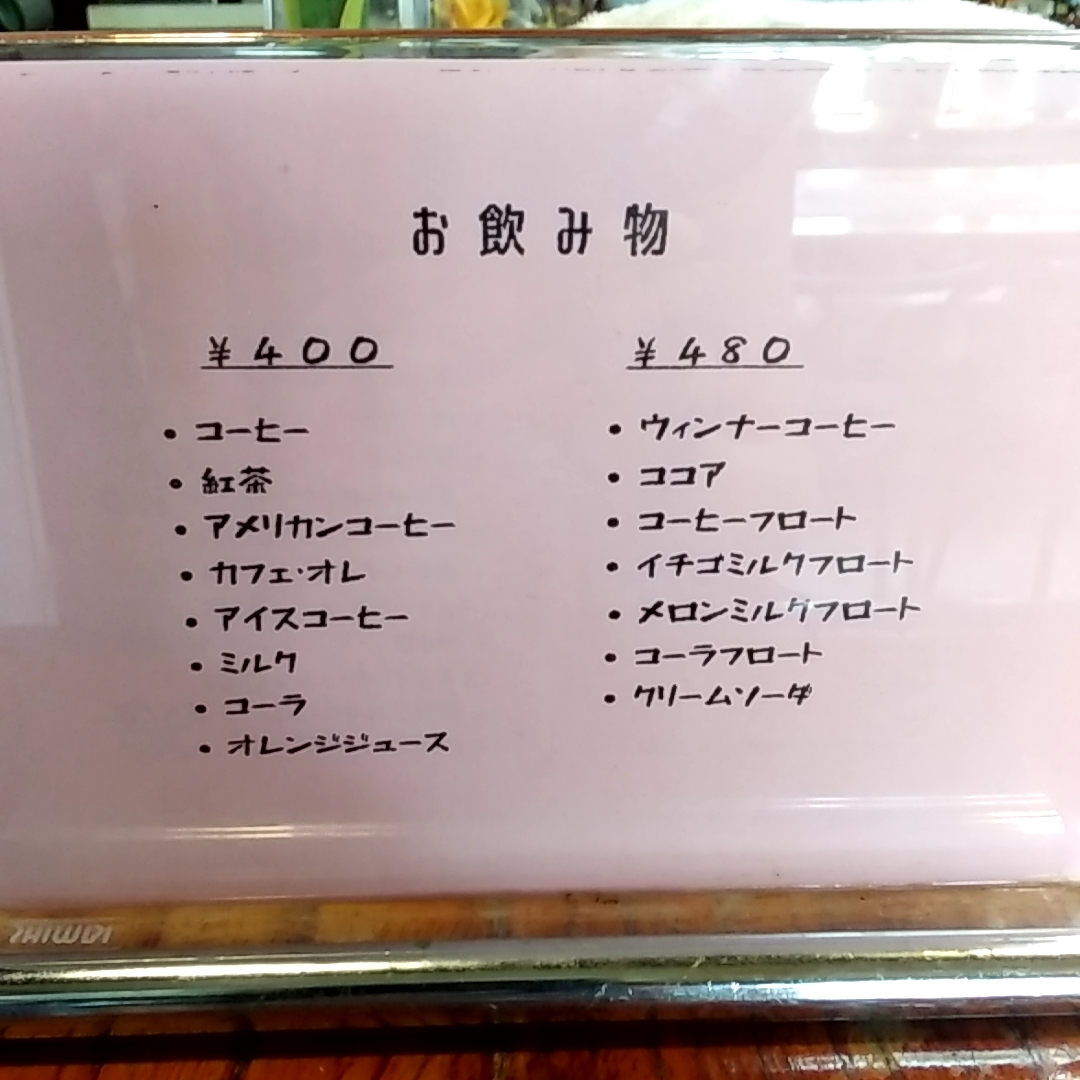 お飲み物
¥400
・コーヒー
・紅茶
・アメリカンコーヒー
・カフェ・オレ
・アイスコーヒー
・ミルク
・コーラ
・オレンジジュース
¥480
・ウィンナーコーヒー
・ココア
・コーヒーフロート
・イチゴミルクフロート
・メロンミルクフロート
・コーラフロート
・クリームソーダ